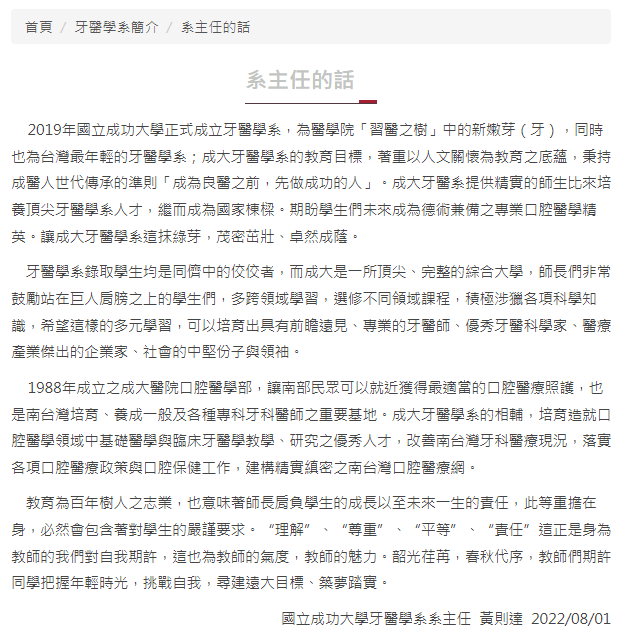 首頁 / 牙醫學系簡介 / 系主任的話
系主任的話
2019年國立成功大學正式成立牙醫學系，為醫學院「習醫之樹」中的新嫩芽（牙），同時
也為台灣最年輕的牙醫學系；成大牙醫學系的教育目標，著重以人文關懷為教育之底蘊，秉持
成醫人世代傳承的準則「成為良醫之前，先做成功的人」。成大牙醫系提供精實的師生比來培
養頂尖牙醫學系人才，繼而成為國家棟樑。期盼學生們未來成為德術兼備之專業口腔醫學精
英。讓成大牙醫學系這抹綠芽，茂密茁壯、卓然成蔭。
牙醫學系錄取學生均是同儕中的佼佼者，而成大是一所頂尖、完整的綜合大學，師長們非常
鼓勵站在巨人肩膀之上的學生們，多跨領域學習，選修不同領域課程，積極涉獵各項科學知
識，希望這樣的多元學習，可以培育出具有前瞻遠見、專業的牙醫師、優秀牙醫科學家、醫療
產業傑出的企業家、社會的中堅份子與領袖。
1988年成立之成大醫院口腔醫學部，讓南部民眾可以就近獲得最適當的口腔醫療照護，也
是南台灣培育、養成一般及各種專科牙科醫師之重要基地。成大牙醫學系的相輔，培育造就口
腔醫學領域中基礎醫學與臨床牙醫學教學、研究之優秀人才，改善南台灣牙科醫療現況，落實
各項口腔醫療政策與口腔保健工作，建構精實縝密之南台灣口腔醫療網。
教育為百年樹人之志業，也意味著師長肩負學生的成長以至未來一生的責任，此等重擔在
身，必然會包含著對學生的嚴謹要求。“理解”、“尊重”、“平等”、“責任”這正是身為
教師的我們對自我期許，這也為教師的氣度，教師的魅力。韶光荏苒，春秋代序，教師們期許
同學把握年輕時光，挑戰自我，尋建遠大目標、築夢踏實。
國立成功大學牙醫學系系主任 黃則達 2022/08/01